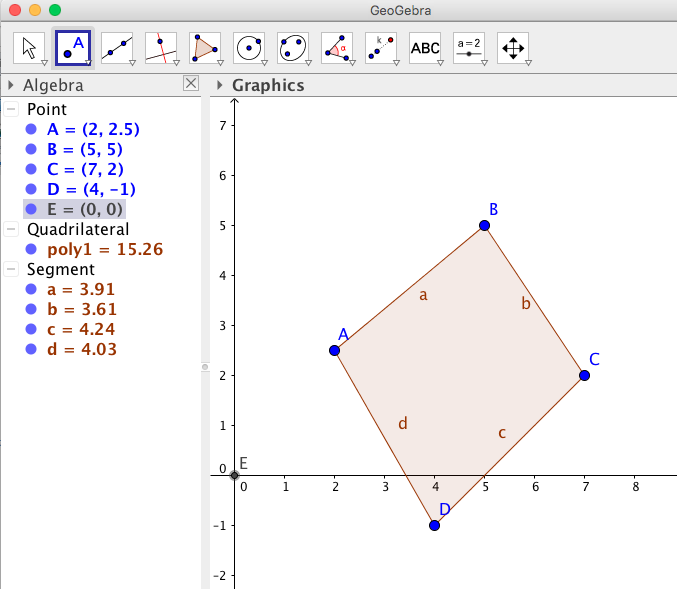 GeoGebra
A
α
k
ABC
a=2
Algebra
Graphics
Point
A = (2, 2.5)
B = (5, 5)
C = (7, 2)
D = (4, -1)
E = (0, 0)
Quadrilateral
poly1 = 15.26
Segment
a = 3.91
b = 3.61
c = 4.24
d = 4.03
7
6
B
5
4
a
b
3
A
C
2
d
c
1
E
0
0 1 2 3 4 5 6 7 8
D
-1
-2